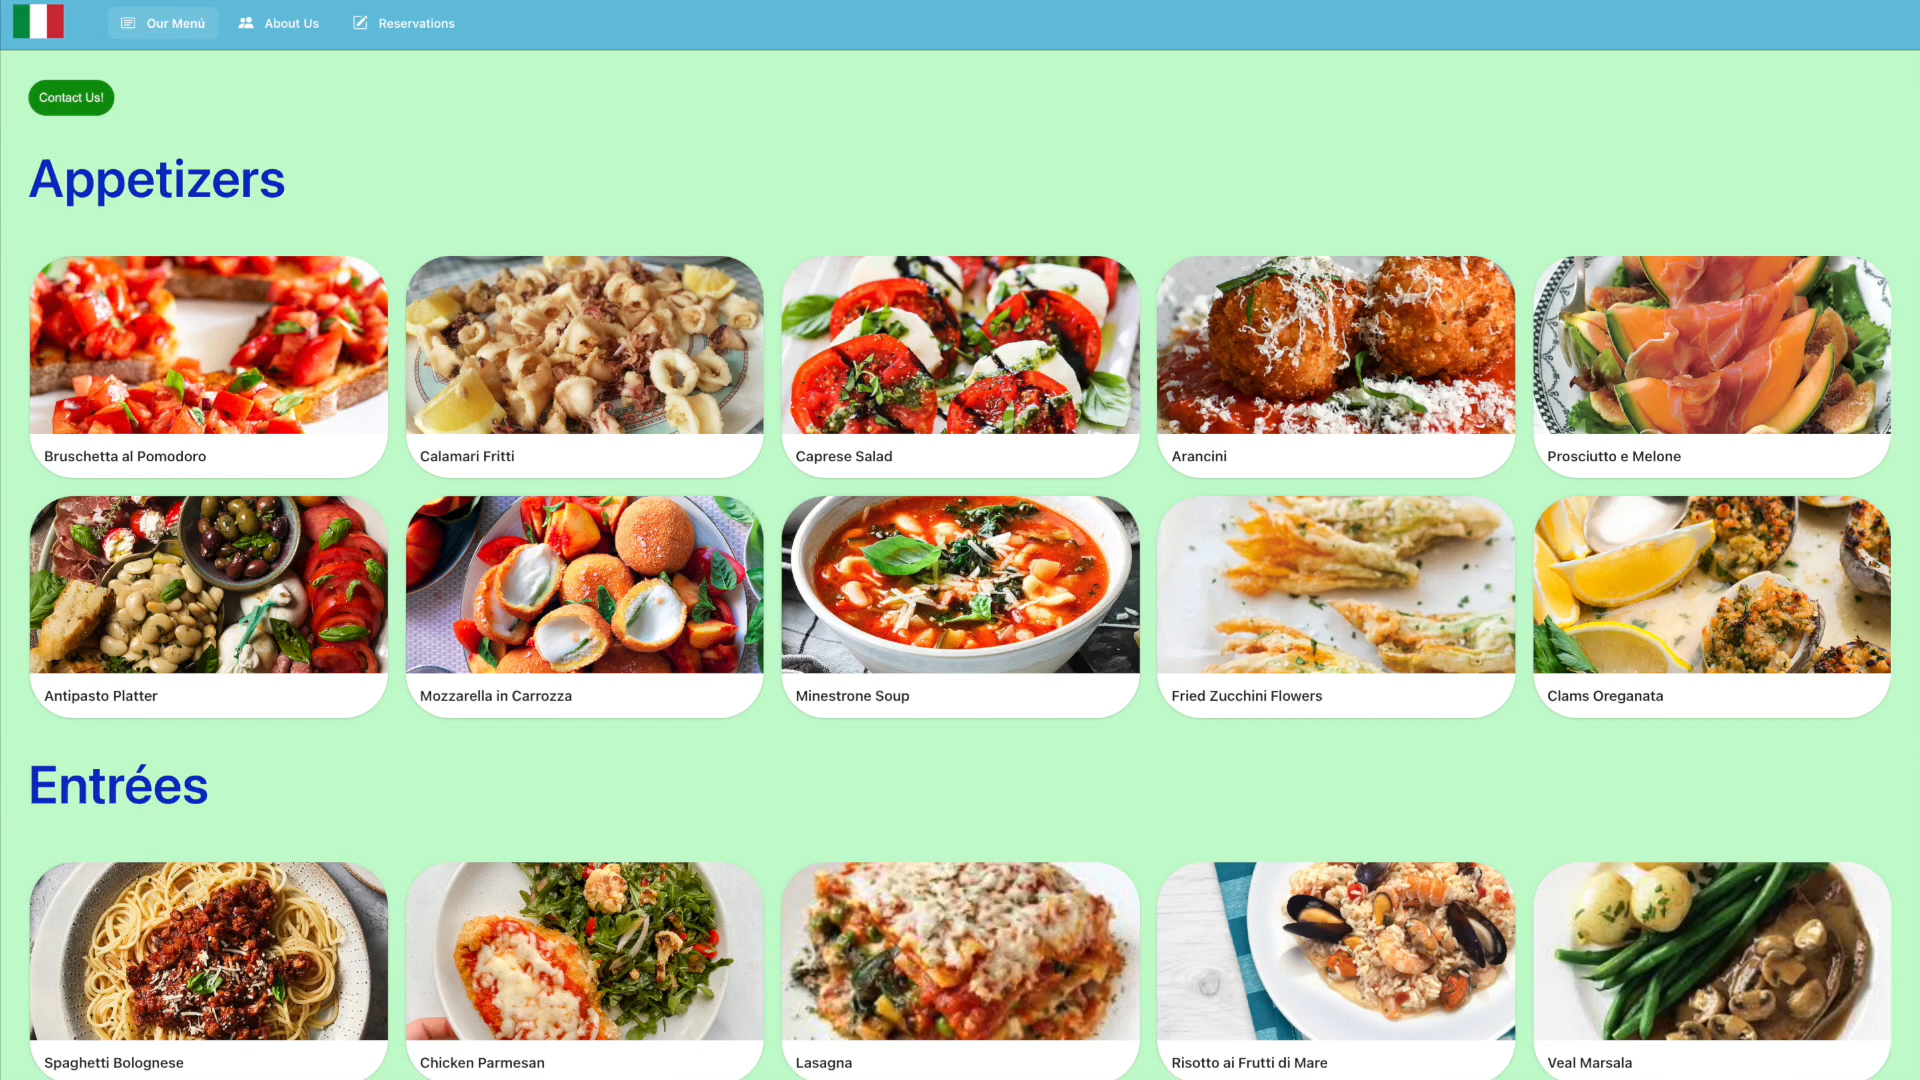 Our Menú
About Us
Reservations
Contact Us!
Appetizers
Bruschetta al Pomodoro
Calamari Fritti
Caprese Salad
Arancini
Prosciutto e Melone
Antipasto Platter
Mozzarella in Carrozza
Minestrone Soup
Fried Zucchini Flowers
Clams Oreganata
Entrées
Spaghetti Bolognese
Chicken Parmesan
Lasagna
Risotto ai Frutti di Mare
Veal Marsala